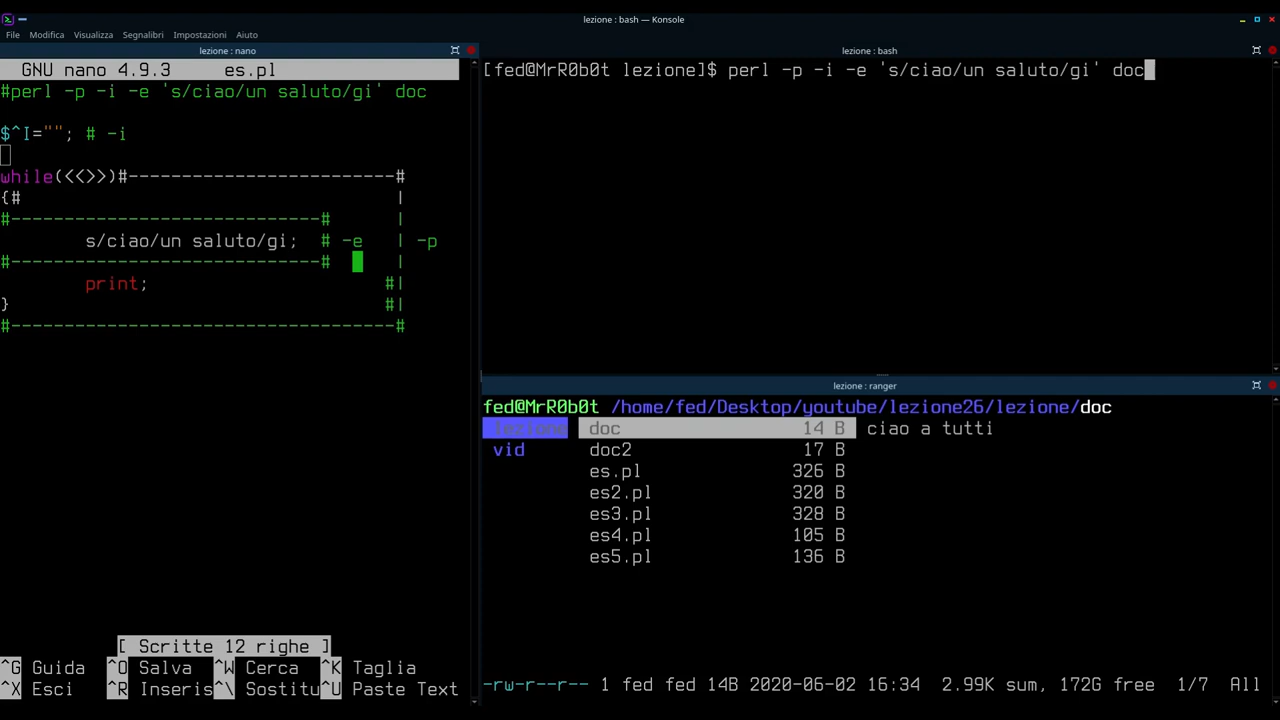 lezione : bash — Konsole
File Modifica Visualizza Segnalibri Impostazioni Aiuto
lezione : nano
GNU nano 4.9.3 es.pl
#perl -p -i -e 's/ciao/un saluto/gi' doc
$^I=""; # -i
while(<<>>)#-------------------------#
{# |
#-----------------------------# |
s/ciao/un saluto/gi; # -e | -p
#-----------------------------# |
print; #|
} #|
#------------------------------------#
[ Scritte 12 righe ]
^G Guida ^O Salva ^W Cerca ^K Taglia
^X Esci ^R Inseris ^\ Sostitu ^U Paste Text
lezione : bash
[fed@MrR0b0t lezione]$ perl -p -i -e 's/ciao/un saluto/gi' doc
lezione : ranger
fed@MrR0b0t /home/fed/Desktop/youtube/lezione26/lezione/doc
lezione doc 14 B ciao a tutti
vid doc2 17 B
es.pl 326 B
es2.pl 320 B
es3.pl 328 B
es4.pl 105 B
es5.pl 136 B
-rw-r--r-- 1 fed fed 14B 2020-06-02 16:34 2.99K sum, 172G free 1/7 All